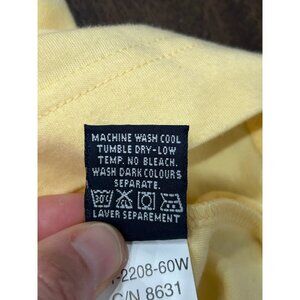 MACHINE WASH COOL
TUMBLE DRY-LOW
TEMP. NO BLEACH.
WASH DARK COLOURS
SEPARATE.
30°C
LAVER SEPAREMENT
-2208-60W
C/N 8631